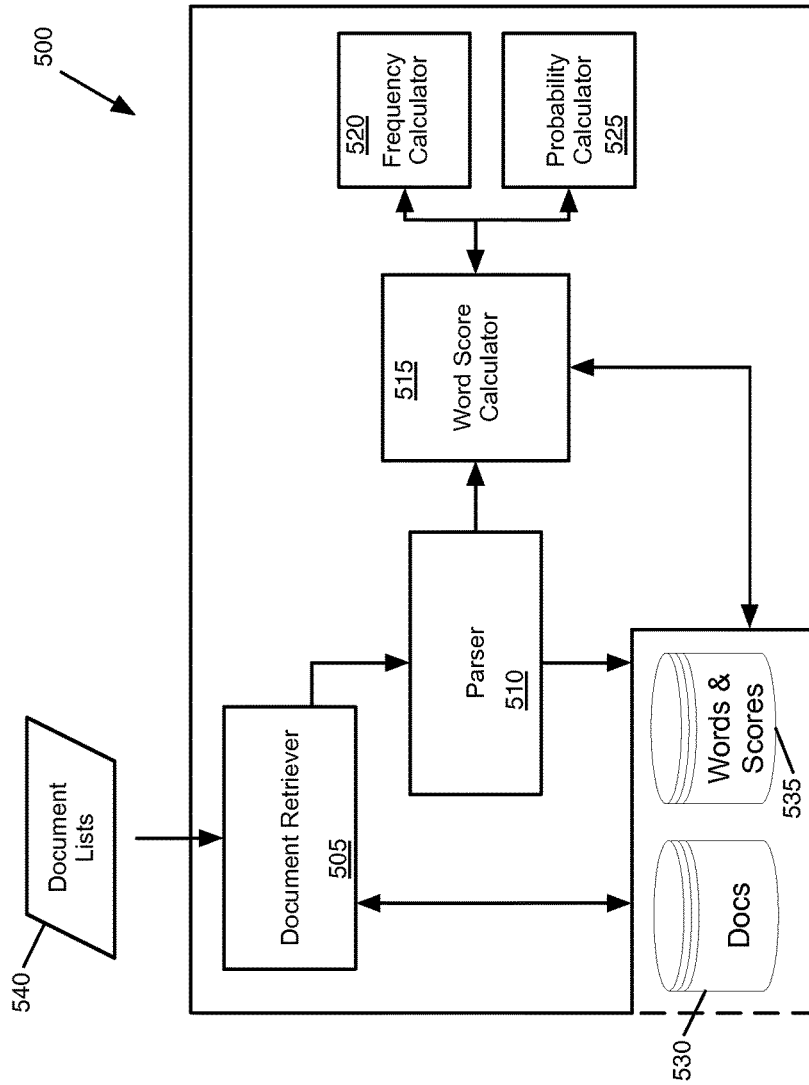 500
540
Document
Lists
Document Retriever
505
Parser
510
515
Word Score
Calculator
520
Frequency
Calculator
Probability
Calculator
525
530
Docs
Words &
Scores
535